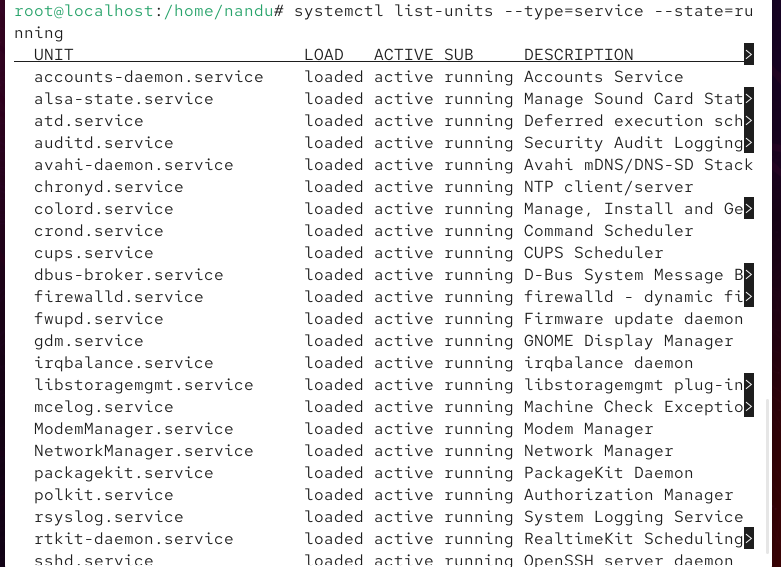 root@localhost:/home/nandu# systemctl list-units --type=service --state=ru
nning
  UNIT                       LOAD   ACTIVE SUB     DESCRIPTION           >
  accounts-daemon.service    loaded active running Accounts Service
  alsa-state.service         loaded active running Manage Sound Card Stat>
  atd.service                loaded active running Deferred execution sch>
  auditd.service             loaded active running Security Audit Logging>
  avahi-daemon.service       loaded active running Avahi mDNS/DNS-SD Stack
  chronyd.service            loaded active running NTP client/server
  colord.service             loaded active running Manage, Install and Ge>
  crond.service              loaded active running Command Scheduler
  cups.service               loaded active running CUPS Scheduler
  dbus-broker.service        loaded active running D-Bus System Message B>
  firewalld.service          loaded active running firewalld - dynamic fi>
  fwupd.service              loaded active running Firmware update daemon
  gdm.service                loaded active running GNOME Display Manager
  irqbalance.service         loaded active running irqbalance daemon
  libstoragemgmt.service     loaded active running libstoragemgmt plug-in>
  mcelog.service             loaded active running Machine Check Exceptio>
  ModemManager.service       loaded active running Modem Manager
  NetworkManager.service     loaded active running Network Manager
  packagekit.service         loaded active running PackageKit Daemon
  polkit.service             loaded active running Authorization Manager
  rsyslog.service            loaded active running System Logging Service
  rtkit-daemon.service       loaded active running RealtimeKit Scheduling>
  sshd.service               loaded active running OpenSSH server daemon